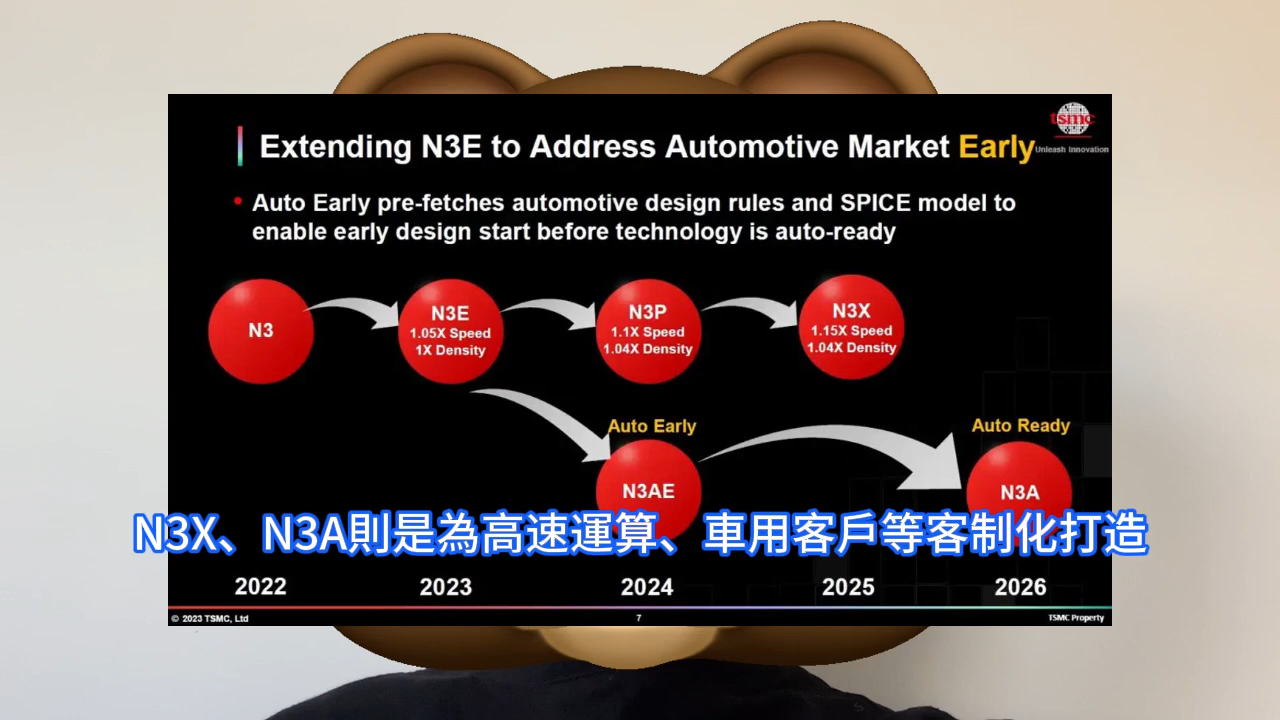 tsmc
Unleash Innovation
Extending N3E to Address Automotive Market Early
• Auto Early pre-fetches automotive design rules and SPICE model to
enable early design start before technology is auto-ready
N3
N3E
1.05X Speed
1X Density
N3P
1.1X Speed
1.04X Density
N3X
1.15X Speed
1.04X Density
Auto Early
N3AE
Auto Ready
N3A
N3X、N3A則是為高速運算、車用客戶等客制化打造
2022
2023
2024
2025
2026
© 2023 TSMC, Ltd
7
TSMC Property